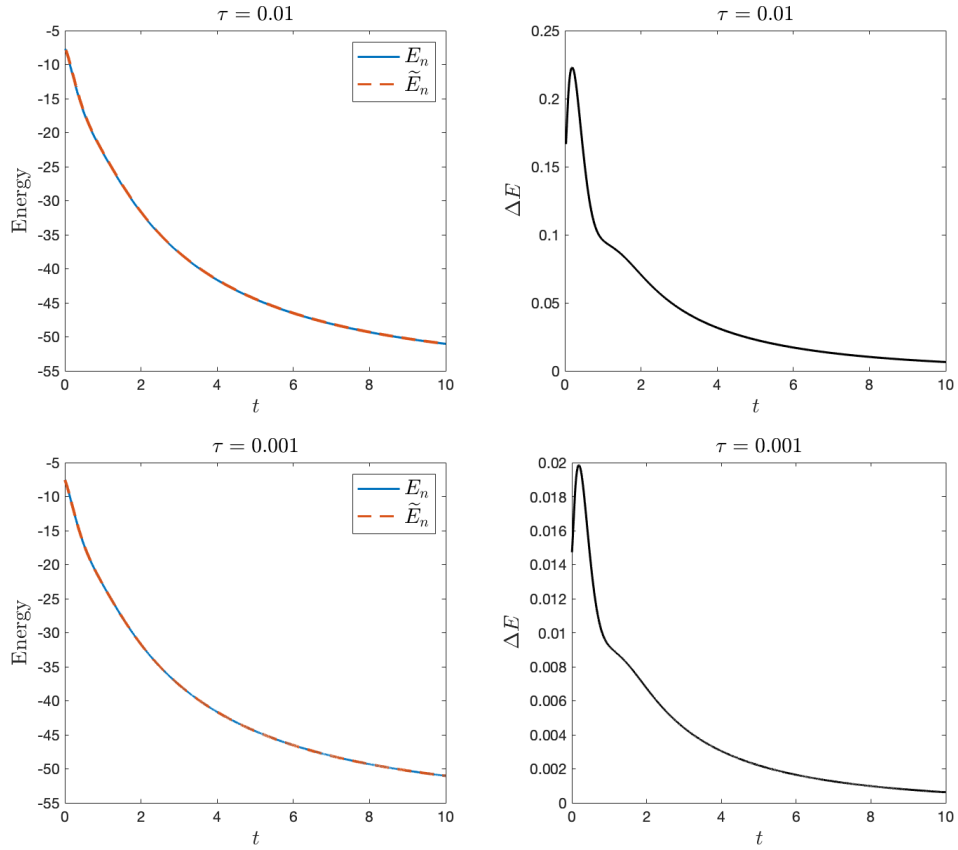 τ = 0.01
-5
-10
-15
-20
-25
-30
-35
-40
-45
-50
-55
Energy
0 2 4 6 8 10
t
E_n
Ẽ_n
τ = 0.01
0.25
0.2
0.15
0.1
0.05
0
ΔE
0 2 4 6 8 10
t
τ = 0.001
-5
-10
-15
-20
-25
-30
-35
-40
-45
-50
-55
Energy
0 2 4 6 8 10
t
E_n
Ẽ_n
τ = 0.001
0.02
0.018
0.016
0.014
0.012
0.01
0.008
0.006
0.004
0.002
0
ΔE
0 2 4 6 8 10
t